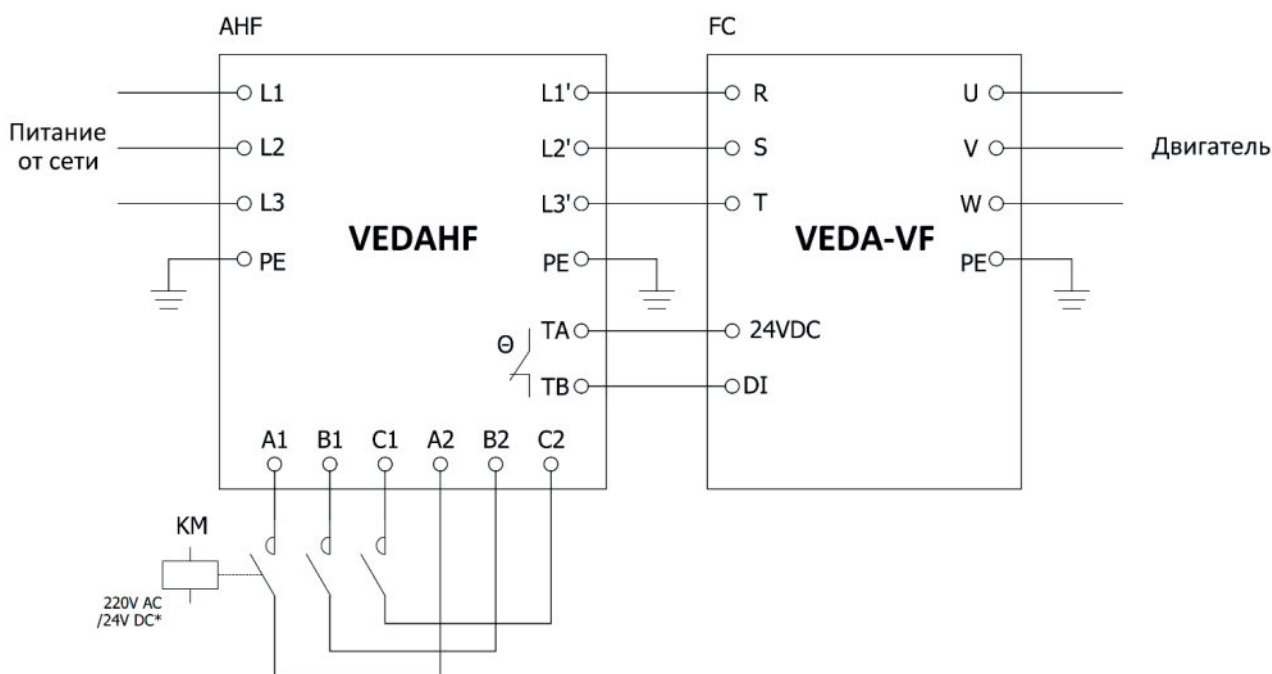 AHF
FC
L1
L1'
R
U
Питание
от сети
L2
L2'
S
V
Двигатель
L3
L3'
T
W
VEDAHF
VEDA-VF
PE
PE
PE
Θ
TA
24VDC
TB
DI
A1
B1
C1
A2
B2
C2
KM
220V AC
/24V DC*